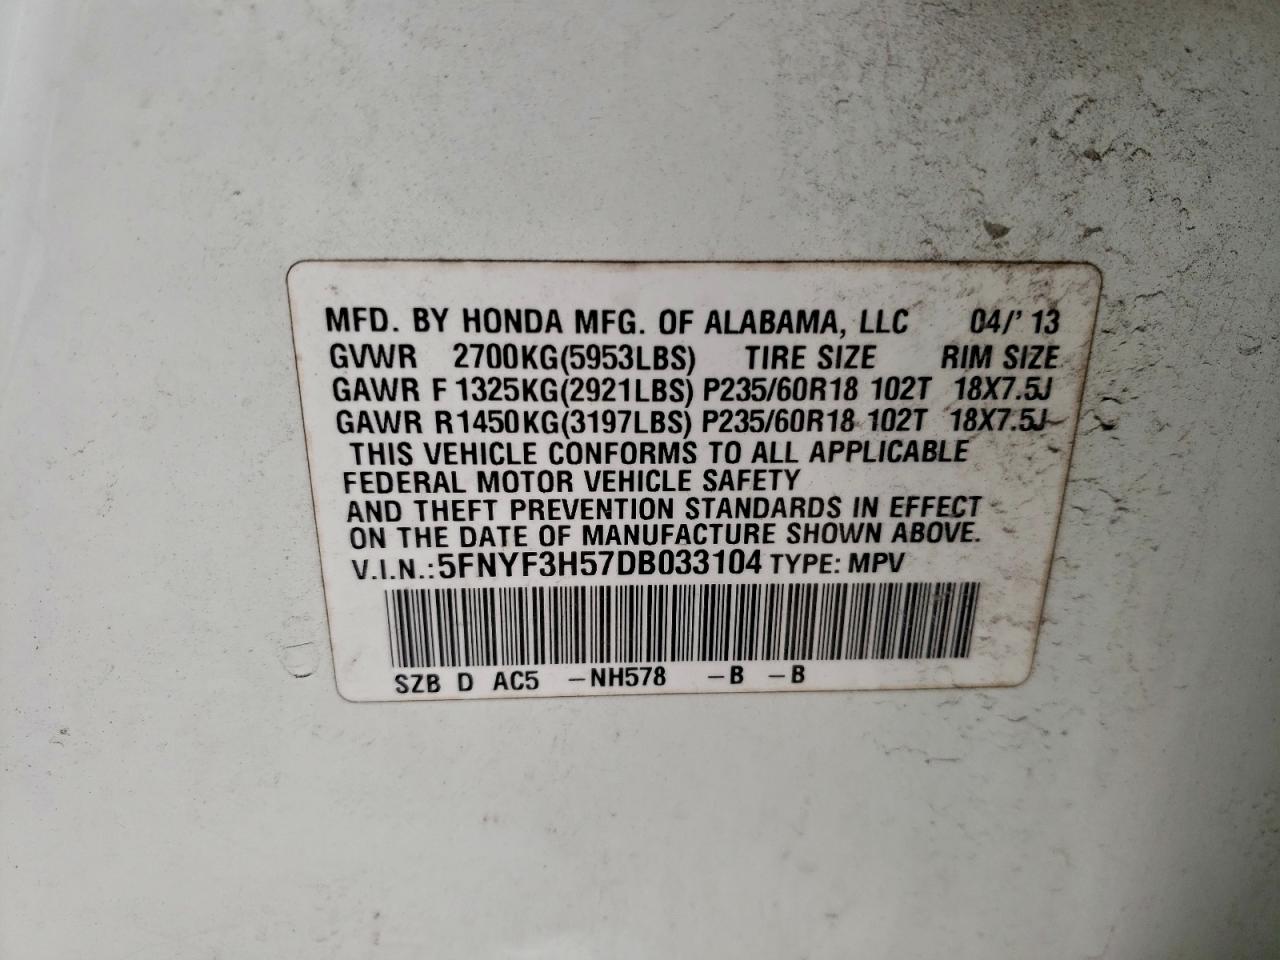 MFD. BY HONDA MFG. OF ALABAMA, LLC 04/' 13
GVWR 2700KG(5953LBS) TIRE SIZE RIM SIZE
GAWR F 1325KG(2921LBS) P235/60R18 102T 18X7.5J
GAWR R1450KG(3197LBS) P235/60R18 102T 18X7.5J
THIS VEHICLE CONFORMS TO ALL APPLICABLE
FEDERAL MOTOR VEHICLE SAFETY
AND THEFT PREVENTION STANDARDS IN EFFECT
ON THE DATE OF MANUFACTURE SHOWN ABOVE.
V.I.N.: 5FNYF3H57DB033104 TYPE: MPV
SZB D AC5 -NH578 -B -B